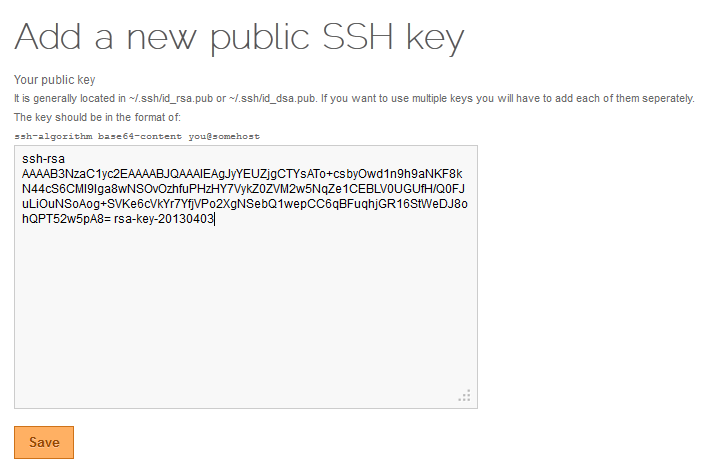 Add a new public SSH key
Your public key
It is generally located in ~/.ssh/id_rsa.pub or ~/.ssh/id_dsa.pub. If you want to use multiple keys you will have to add each of them seperately.
The key should be in the format of:
ssh-algorithm base64-content you@somehost
ssh-rsa
AAAAB3NzaC1yc2EAAAABJQAAAIEAgJyYEUZjgCTYsATo+csbyOwd1n9h9aNKF8k
N44cS6CMI9Iga8wNSOvOzhfuPHzHY7VykZ0ZVM2w5NqZe1CEBLV0UGUfH/Q0FJ
uLiOuNSoAog+SVKe6cVkYr7YfjVPo2XgNSebQ1wepCC6qBFuqhjGR16StWeDJ8o
hQPT52w5pA8= rsa-key-20130403
Save